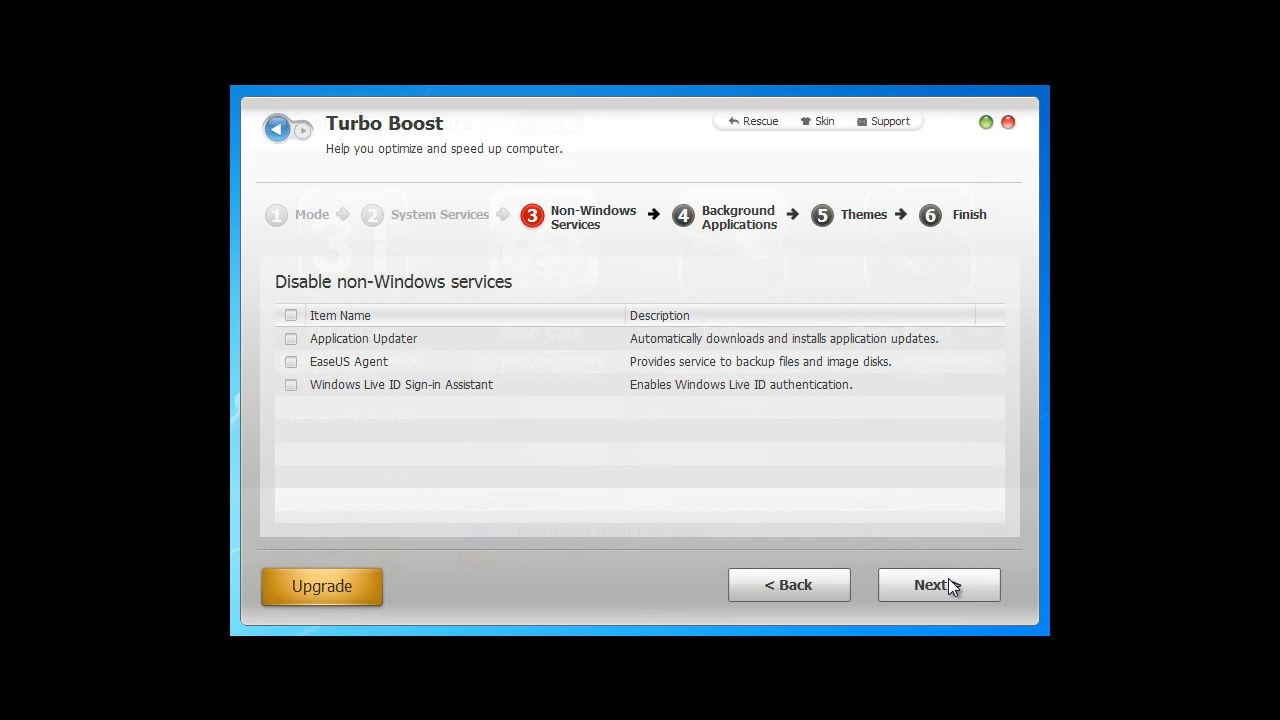 Turbo Boost
Rescue
Skin
Support
Help you optimize and speed up computer.
1 Mode
2 System Services
3 Non-Windows Services
4 Background Applications
5 Themes
6 Finish
Disable non-Windows services
Item Name
Description
Application Updater
Automatically downloads and installs application updates.
EaseUS Agent
Provides service to backup files and image disks.
Windows Live ID Sign-in Assistant
Enables Windows Live ID authentication.
Upgrade
< Back
Next >